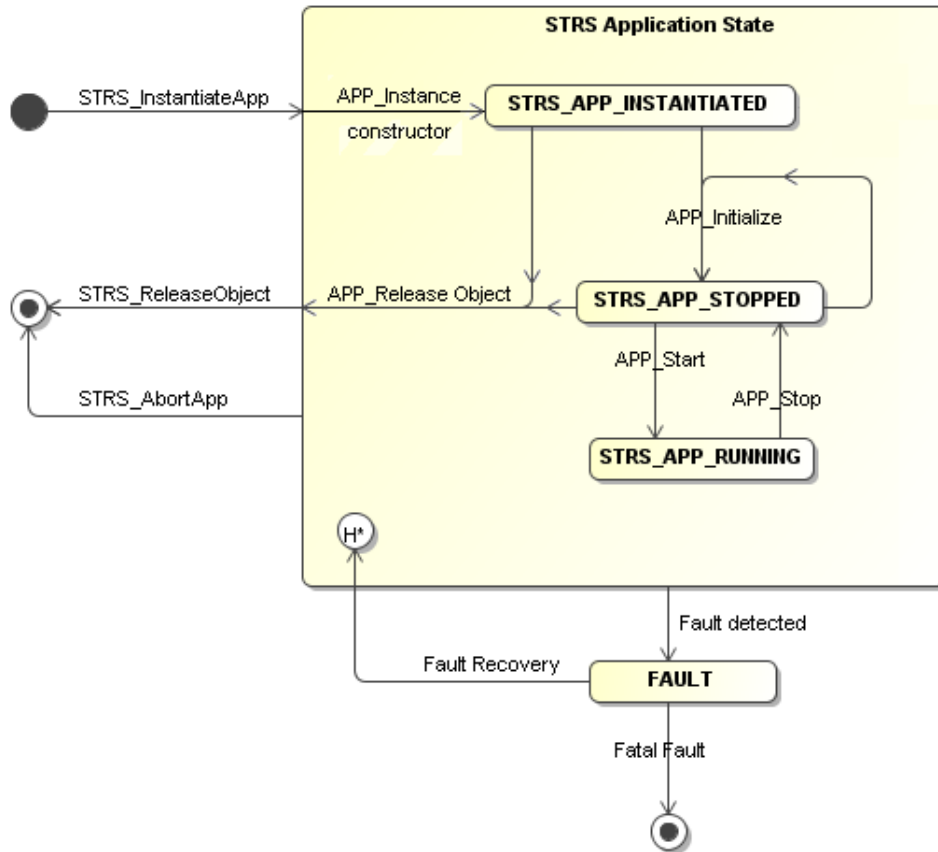 STRS Application State
STRS_InstantiateApp
APP_Instance
constructor
STRS_APP_INSTANTIATED
APP_Initialize
STRS_ReleaseObject
APP_Release Object
STRS_APP_STOPPED
APP_Start
APP_Stop
STRS_AbortApp
STRS_APP_RUNNING
H*
Fault detected
Fault Recovery
FAULT
Fatal Fault